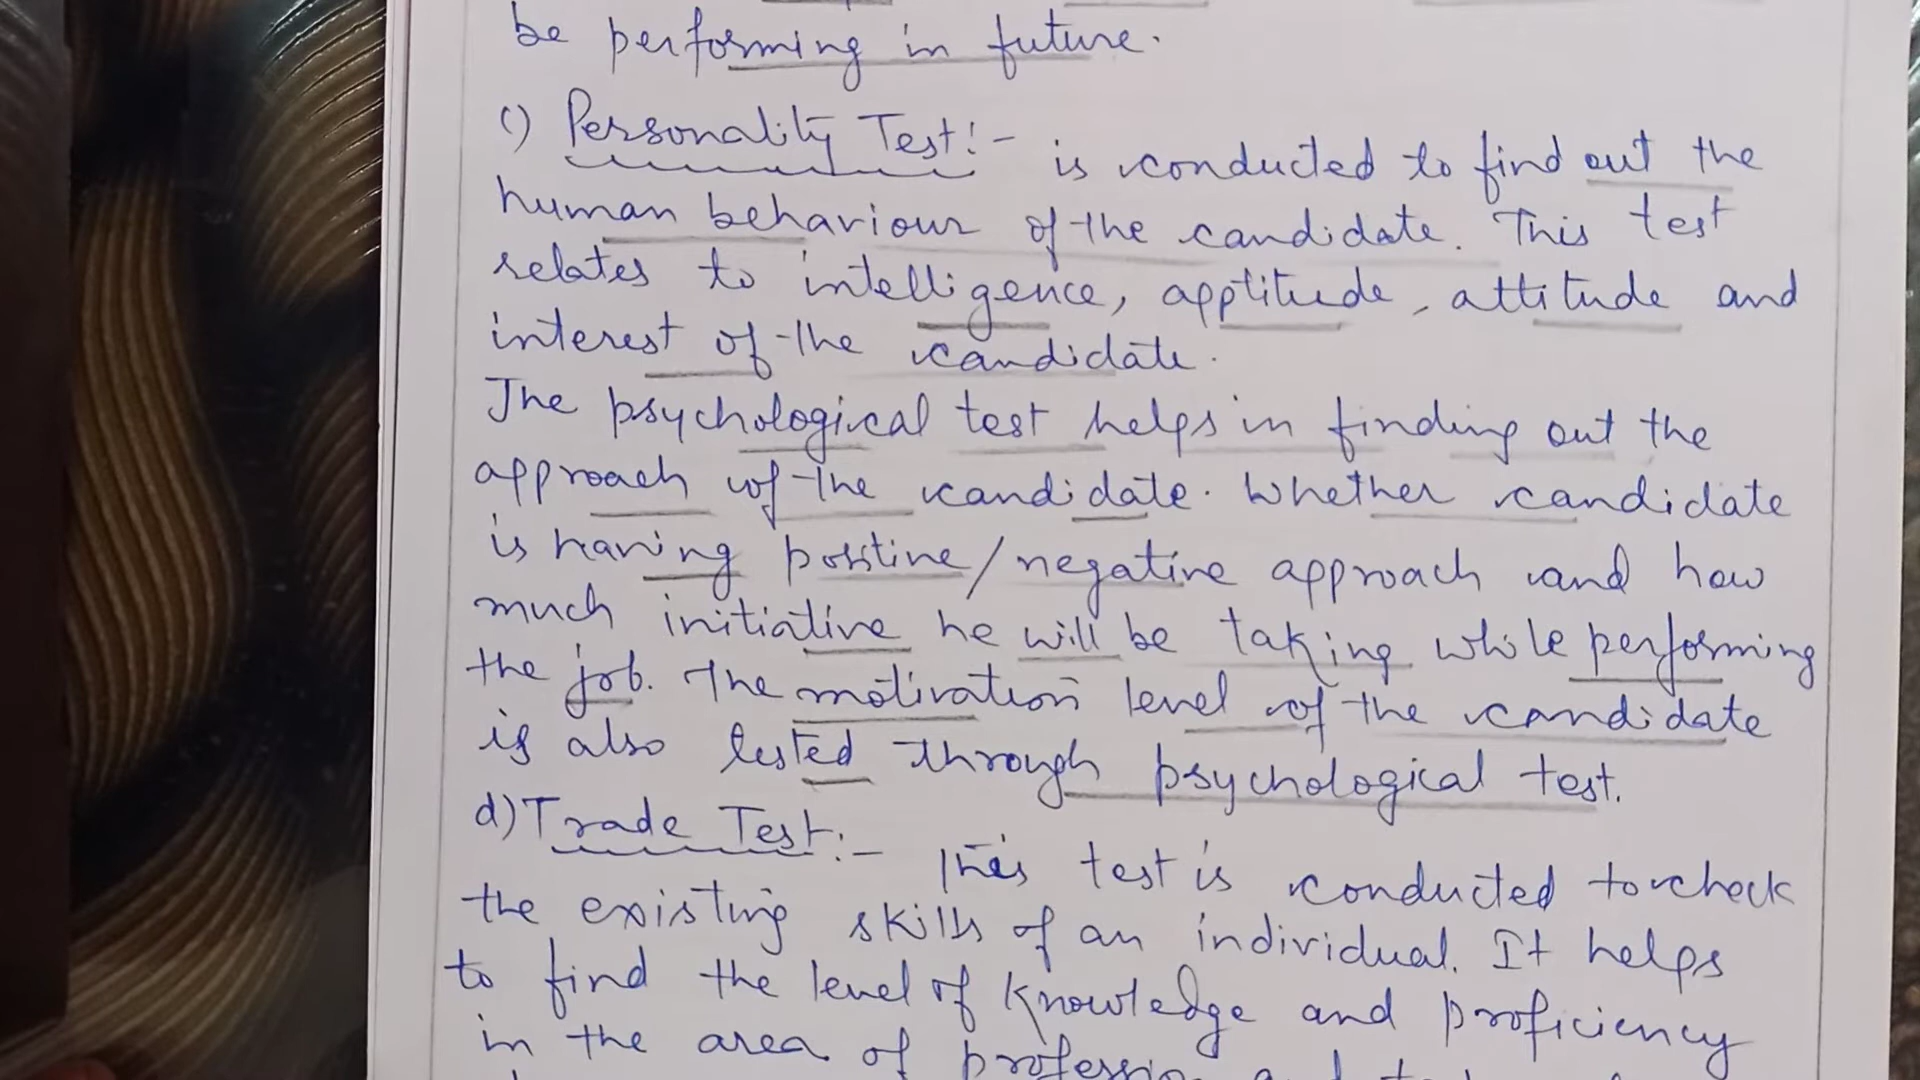 be performing in future.
c) Personality Test:- is conducted to find out the
human behaviour of the candidate. This test
relates to intelligence, apptitude, attitude and
interest of the candidate.
The psychological test helps in finding out the
approach of the candidate. Whether candidate
is having positive/negative approach and how
much initiative he will be taking while performing
the job. The motivation level of the candidate
is also tested through psychological test.
d) Trade Test:- This test is conducted to check
the existing skills of an individual. It helps
to find the level of knowledge and proficiency
in the area of